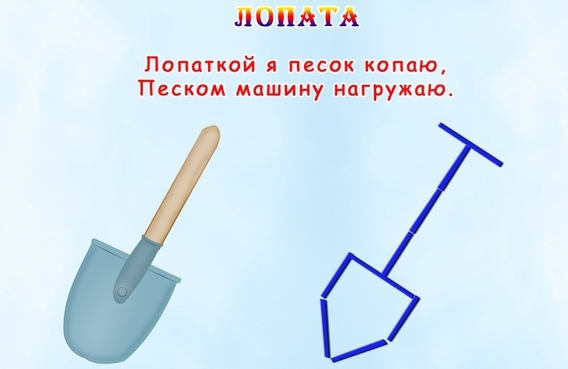 ЛОПАТА
Лопаткой я песок копаю,
Песком машину нагружаю.